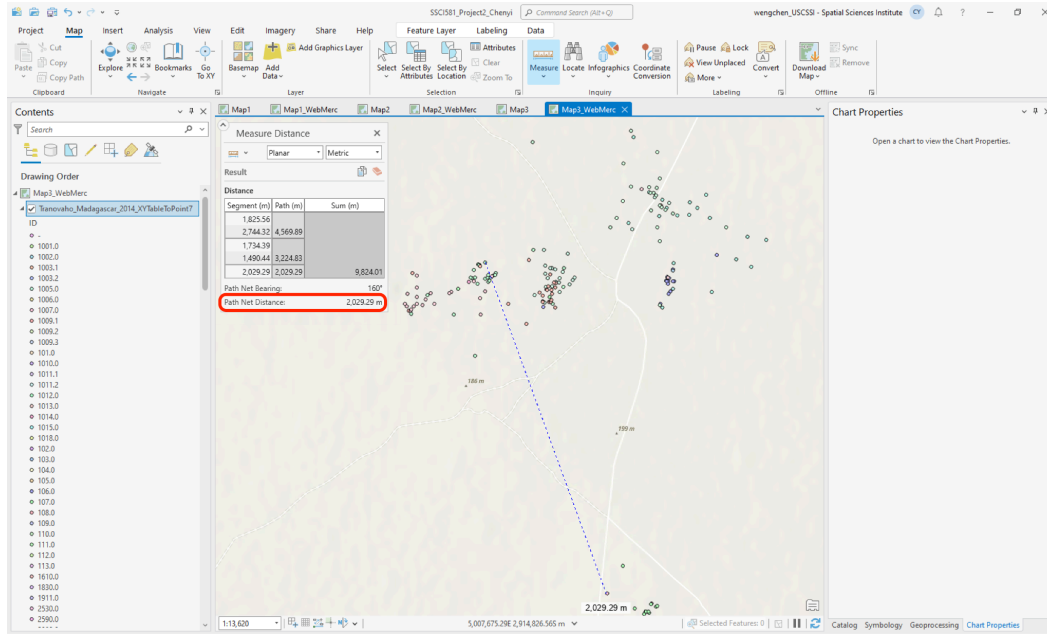 SSCI581_Project2_Chenyi
Command Search (Alt+Q)
wengchen_USCSSI - Spatial Sciences Institute
CY
?
Project Map Insert Analysis View Edit Imagery Share Help Feature Layer Labeling Data
Paste
Cut
Copy
Copy Path
Clipboard
Explore
Bookmarks
Go To XY
Navigate
Basemap
Add Data
Add Graphics Layer
Layer
Select
Select By Attributes
Select By Location
Attributes
Clear
Zoom To
Selection
Measure
Locate
Infographics
Coordinate Conversion
Inquiry
Pause
Lock
View Unplaced
More
Convert
Labeling
Download Map
Sync
Remove
Offline
Contents
Search
Drawing Order
Map3_WebMerc
Tranovaho_Madagascar_2014_XYTableToPoint7
ID
-
1001.0
1002.0
1003.1
1003.2
1005.0
1006.0
1007.0
1009.1
1009.2
1009.3
101.0
1010.0
1011.1
1011.2
1012.0
1013.0
1014.0
1015.0
1018.0
102.0
103.0
104.0
105.0
106.0
107.0
108.0
109.0
110.0
111.0
112.0
113.0
1610.0
1830.0
1911.0
2530.0
2590.0
Map1 Map1_WebMerc Map2 Map2_WebMerc Map3 Map3_WebMerc
Measure Distance
Planar Metric
Result
Distance
Segment (m) Path (m) Sum (m)
1,825.56
2,744.32 4,569.89
1,734.39
1,490.44 3,224.83
2,029.29 2,029.29 9,824.01
Path Net Bearing: 160°
Path Net Distance: 2,029.29 m
186 m
199 m
2,029.29 m
1:13,620
5,007,675.29E 2,914,826.565 m
Selected Features: 0
Chart Properties
Open a chart to view the Chart Properties.
Catalog Symbology Geoprocessing Chart Properties